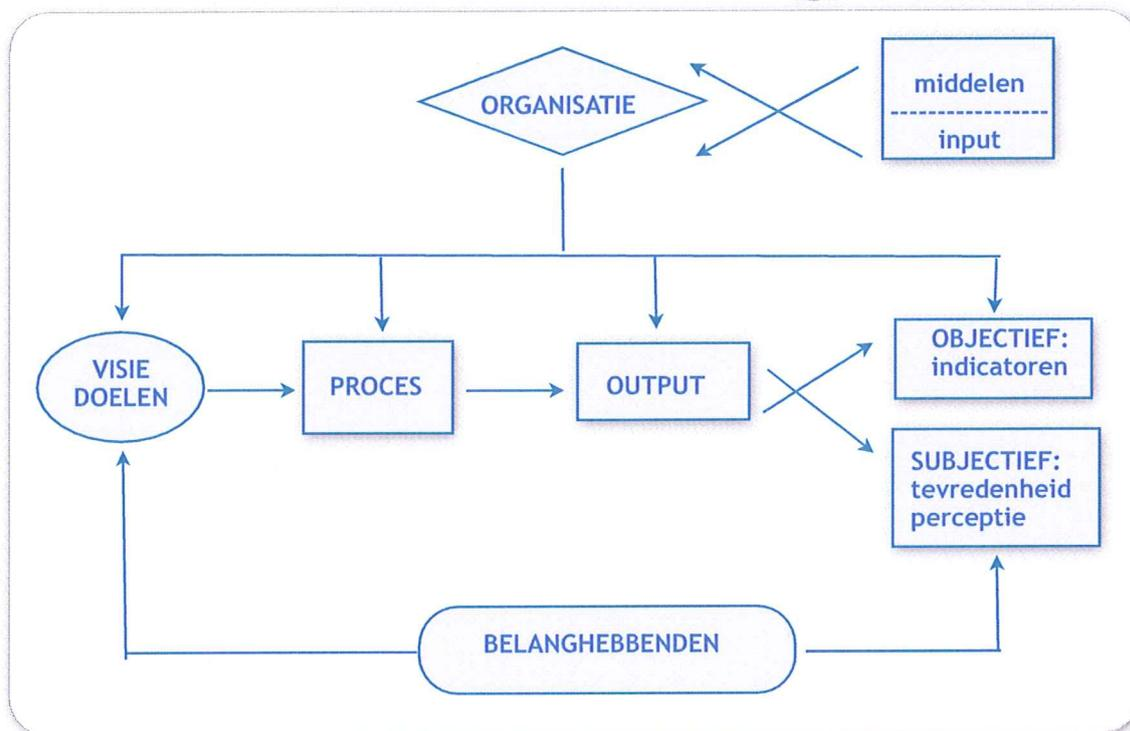 ORGANISATIE
middelen
input
VISIE
DOELEN
PROCES
OUTPUT
OBJECTIEF:
indicatoren
SUBJECTIEF:
tevredenheid
perceptie
BELANGHEBBENDEN